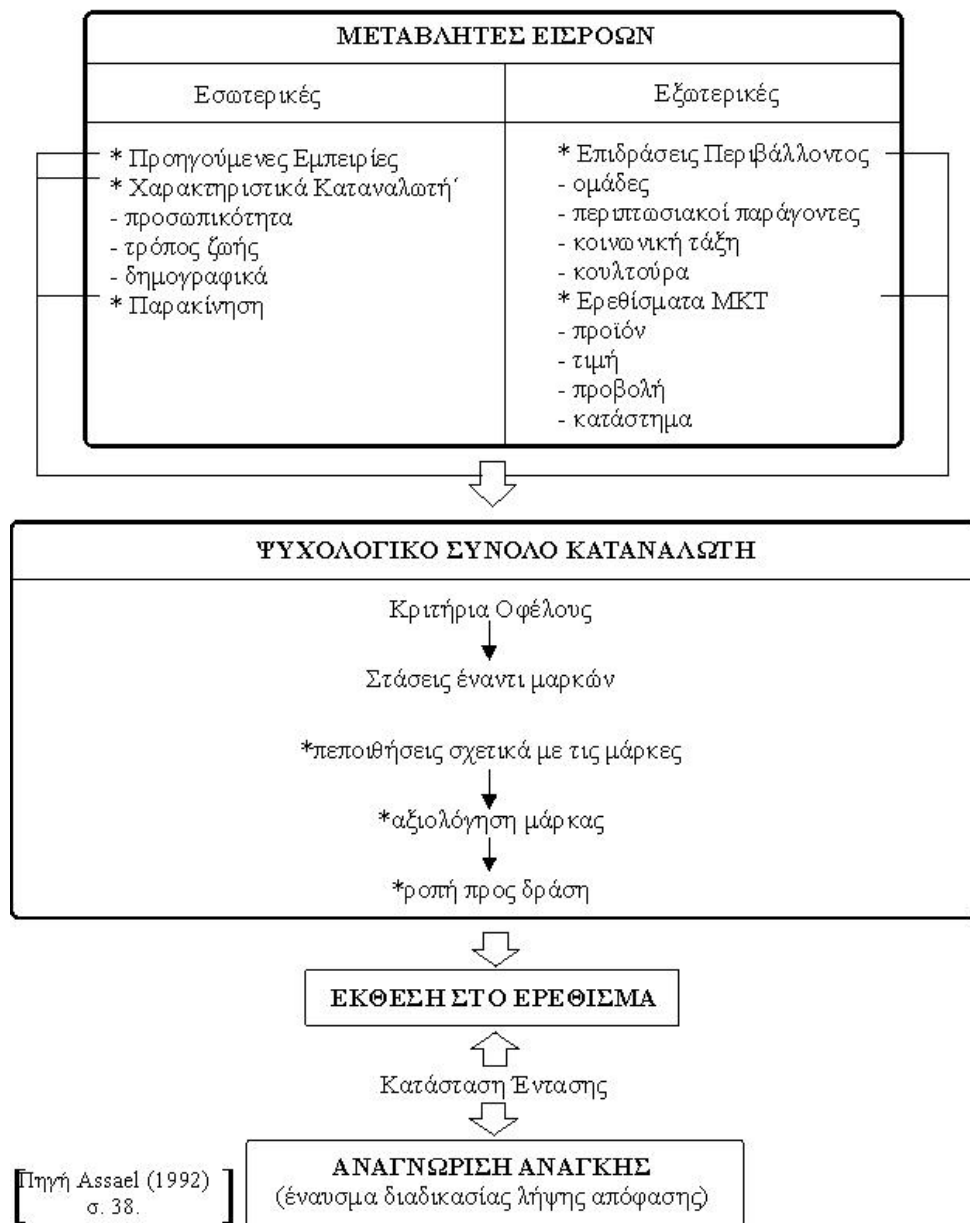 ΜΕΤΑΒΛΗΤΕΣ ΕΙΣΡΟΩΝ
Εσωτερικές
* Προηγούμενες Εμπειρίες
* Χαρακτηριστικά Καταναλωτή΄
- προσωπικότητα
- τρόπος ζωής
- δημογραφικά
* Παρακίνηση
Εξωτερικές
* Επιδράσεις Περιβάλλοντος
- ομάδες
- περιπτωσιακοί παράγοντες
- κοινωνική τάξη
- κουλτούρα
* Ερεθίσματα ΜΚΤ
- προϊόν
- τιμή
- προβολή
- κατάστημα
ΨΥΧΟΛΟΓΙΚΟ ΣΥΝΟΛΟ ΚΑΤΑΝΑΛΩΤΗ
Κριτήρια Οφέλους
Στάσεις έναντι μαρκών
*πεποιθήσεις σχετικά με τις μάρκες
*αξιολόγηση μάρκας
*ροπή προς δράση
ΕΚΘΕΣΗ ΣΤΟ ΕΡΕΘΙΣΜΑ
Κατάσταση Έντασης
ΑΝΑΓΝΩΡΙΣΗ ΑΝΑΓΚΗΣ
(έναυσμα διαδικασίας λήψης απόφασης)
Πηγή Assael (1992)
σ. 38.